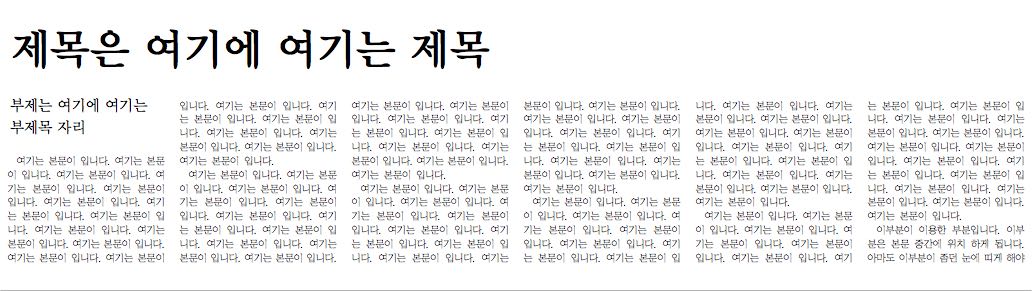 제목은 여기에 여기는 제목
부제는 여기에 여기는
부제목 자리
여기는 본문이 입니다. 여기는 본문
이 입니다. 여기는 본문이 입니다. 여
기는 본문이 입니다. 여기는 본문이
입니다. 여기는 본문이 입니다. 여기
는 본문이 입니다. 여기는 본문이 입
니다. 여기는 본문이 입니다. 여기는
본문이 입니다. 여기는 본문이 입니다.
여기는 본문이 입니다. 여기는 본문이
입니다. 여기는 본문이 입니다. 여기
는 본문이 입니다. 여기는 본문이 입
니다. 여기는 본문이 입니다. 여기는
본문이 입니다. 여기는 본문이 입니다.
여기는 본문이 입니다.
여기는 본문이 입니다. 여기는 본문
이 입니다. 여기는 본문이 입니다. 여
기는 본문이 입니다. 여기는 본문이
입니다. 여기는 본문이 입니다. 여기
는 본문이 입니다. 여기는 본문이 입
니다. 여기는 본문이 입니다. 여기는
본문이 입니다. 여기는 본문이 입니다.
여기는 본문이 입니다. 여기는 본문이
입니다. 여기는 본문이 입니다. 여기
는 본문이 입니다. 여기는 본문이 입
니다. 여기는 본문이 입니다. 여기는
본문이 입니다. 여기는 본문이 입니다.
여기는 본문이 입니다.
여기는 본문이 입니다. 여기는 본문
이 입니다. 여기는 본문이 입니다. 여
기는 본문이 입니다. 여기는 본문이
입니다. 여기는 본문이 입니다. 여기
는 본문이 입니다. 여기는 본문이 입
니다. 여기는 본문이 입니다. 여기는
본문이 입니다. 여기는 본문이 입니다.
여기는 본문이 입니다. 여기는 본문이
입니다. 여기는 본문이 입니다. 여기
는 본문이 입니다. 여기는 본문이 입
니다. 여기는 본문이 입니다. 여기는
본문이 입니다. 여기는 본문이 입니다.
여기는 본문이 입니다.
여기는 본문이 입니다. 여기는 본문
이 입니다. 여기는 본문이 입니다. 여
기는 본문이 입니다. 여기는 본문이
입니다. 여기는 본문이 입니다. 여기
는 본문이 입니다. 여기는 본문이 입
니다. 여기는 본문이 입니다. 여기는
본문이 입니다. 여기는 본문이 입니다.
여기는 본문이 입니다. 여기는 본문이
입니다. 여기는 본문이 입니다. 여기
는 본문이 입니다. 여기는 본문이 입
니다. 여기는 본문이 입니다. 여기는
본문이 입니다. 여기는 본문이 입니다.
여기는 본문이 입니다.
여기는 본문이 입니다. 여기는 본문
이 입니다. 여기는 본문이 입니다. 여
기는 본문이 입니다. 여기는 본문이
입니다. 여기는 본문이 입니다. 여기
는 본문이 입니다. 여기는 본문이 입
니다. 여기는 본문이 입니다. 여기는
본문이 입니다. 여기는 본문이 입니다.
여기는 본문이 입니다. 여기는 본문이
입니다. 여기는 본문이 입니다. 여기
는 본문이 입니다. 여기는 본문이 입
니다. 여기는 본문이 입니다. 여기는
본문이 입니다. 여기는 본문이 입니다.
여기는 본문이 입니다.
이부분이 이용한 부분입니다. 이부
분은 본문 중간에 위치 하게 됩니다.
아마도 이부분이 좀던 눈에 띠게 해야